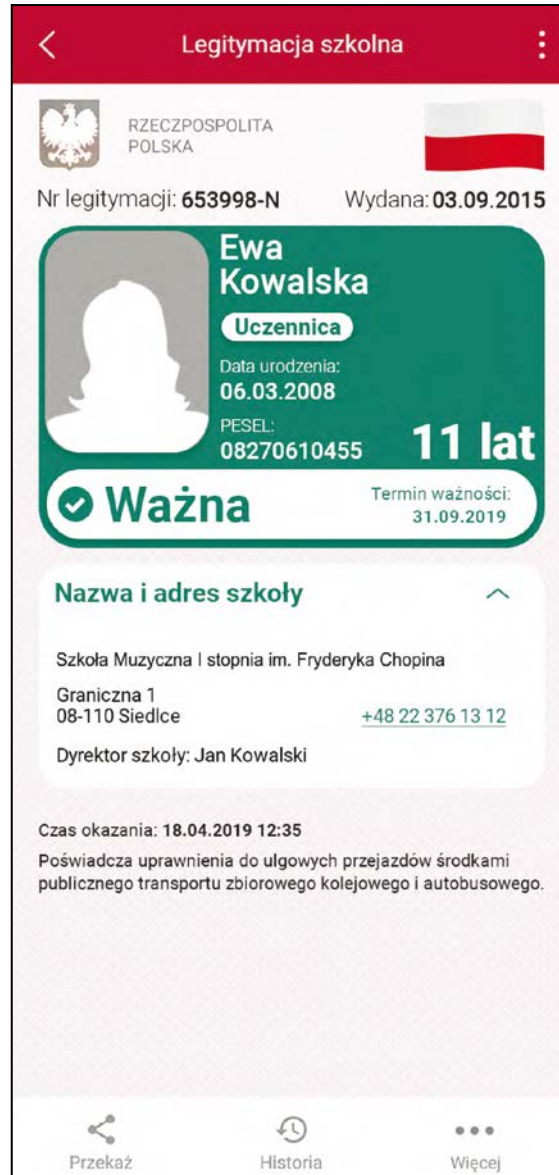 Legitymacja szkolna
RZECZPOSPOLITA
POLSKA
Nr legitymacji: 653998-N
Wydana: 03.09.2015
Ewa
Kowalska
Uczennica
Data urodzenia:
06.03.2008
PESEL:
08270610455
11 lat
Ważna
Termin ważności:
31.09.2019
Nazwa i adres szkoły
Szkoła Muzyczna I stopnia im. Fryderyka Chopina
Graniczna 1
08-110 Siedlce
+48 22 376 13 12
Dyrektor szkoły: Jan Kowalski
Czas okazania: 18.04.2019 12:35
Poświadcza uprawnienia do ulgowych przejazdów środkami
publicznego transportu zbiorowego kolejowego i autobusowego.
Przekaż
Historia
Więcej